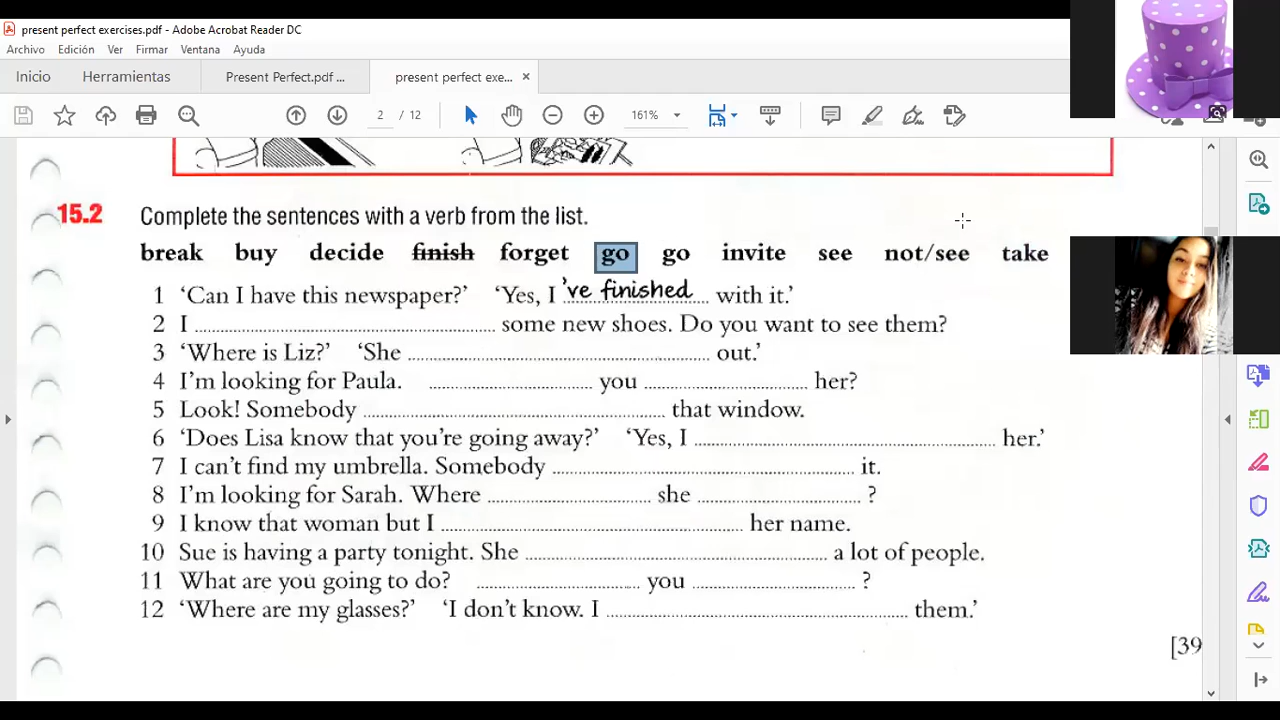 present perfect exercises.pdf - Adobe Acrobat Reader DC
Archivo Edición Ver Firmar Ventana Ayuda
Inicio Herramientas Present Perfect.pdf ... present perfect exe... ×
2 / 12 161%
15.2 Complete the sentences with a verb from the list.
break buy decide finish forget go go invite see not/see take
1 ‘Can I have this newspaper?’ ‘Yes, I ’ve finished with it.’
2 I ........................ some new shoes. Do you want to see them?
3 ‘Where is Liz?’ ‘She ........................ out.’
4 I’m looking for Paula. ............ you ............ her?
5 Look! Somebody ........................ that window.
6 ‘Does Lisa know that you’re going away?’ ‘Yes, I ........................ her.’
7 I can’t find my umbrella. Somebody ........................ it.
8 I’m looking for Sarah. Where ............ she ............ ?
9 I know that woman but I ........................ her name.
10 Sue is having a party tonight. She ........................ a lot of people.
11 What are you going to do? ............ you ............ ?
12 ‘Where are my glasses?’ ‘I don’t know. I ........................ them.’
[39